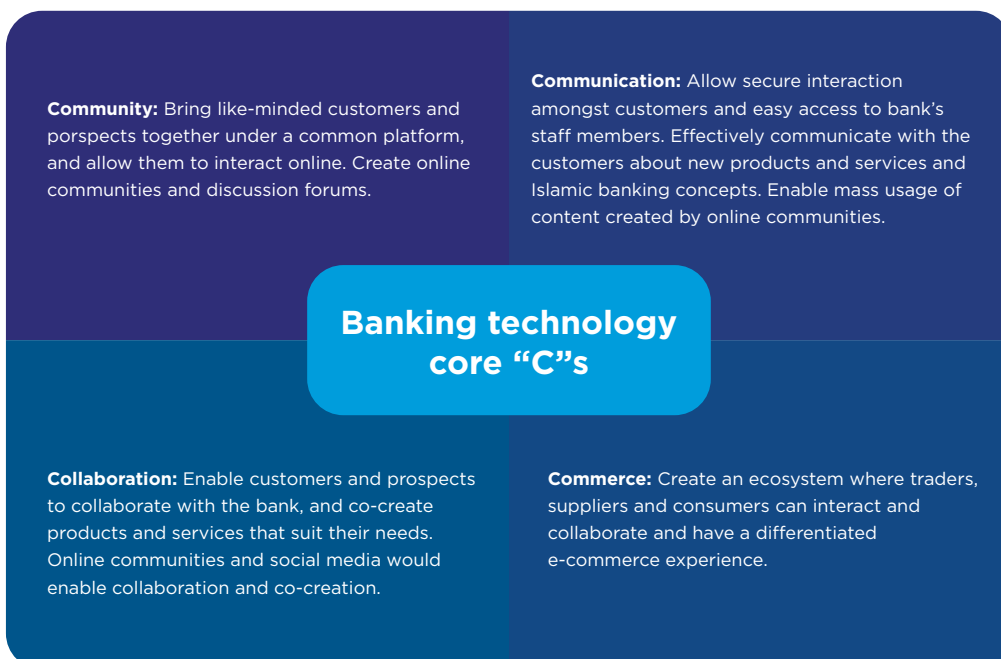 Community: Bring like-minded customers and
porspects together under a common platform,
and allow them to interact online. Create online
communities and discussion forums.
Communication: Allow secure interaction
amongst customers and easy access to bank's
staff members. Effectively communicate with the
customers about new products and services and
Islamic banking concepts. Enable mass usage of
content created by online communities.
Banking technology
core “C”s
Collaboration: Enable customers and prospects
to collaborate with the bank, and co-create
products and services that suit their needs.
Online communities and social media would
enable collaboration and co-creation.
Commerce: Create an ecosystem where traders,
suppliers and consumers can interact and
collaborate and have a differentiated
e-commerce experience.